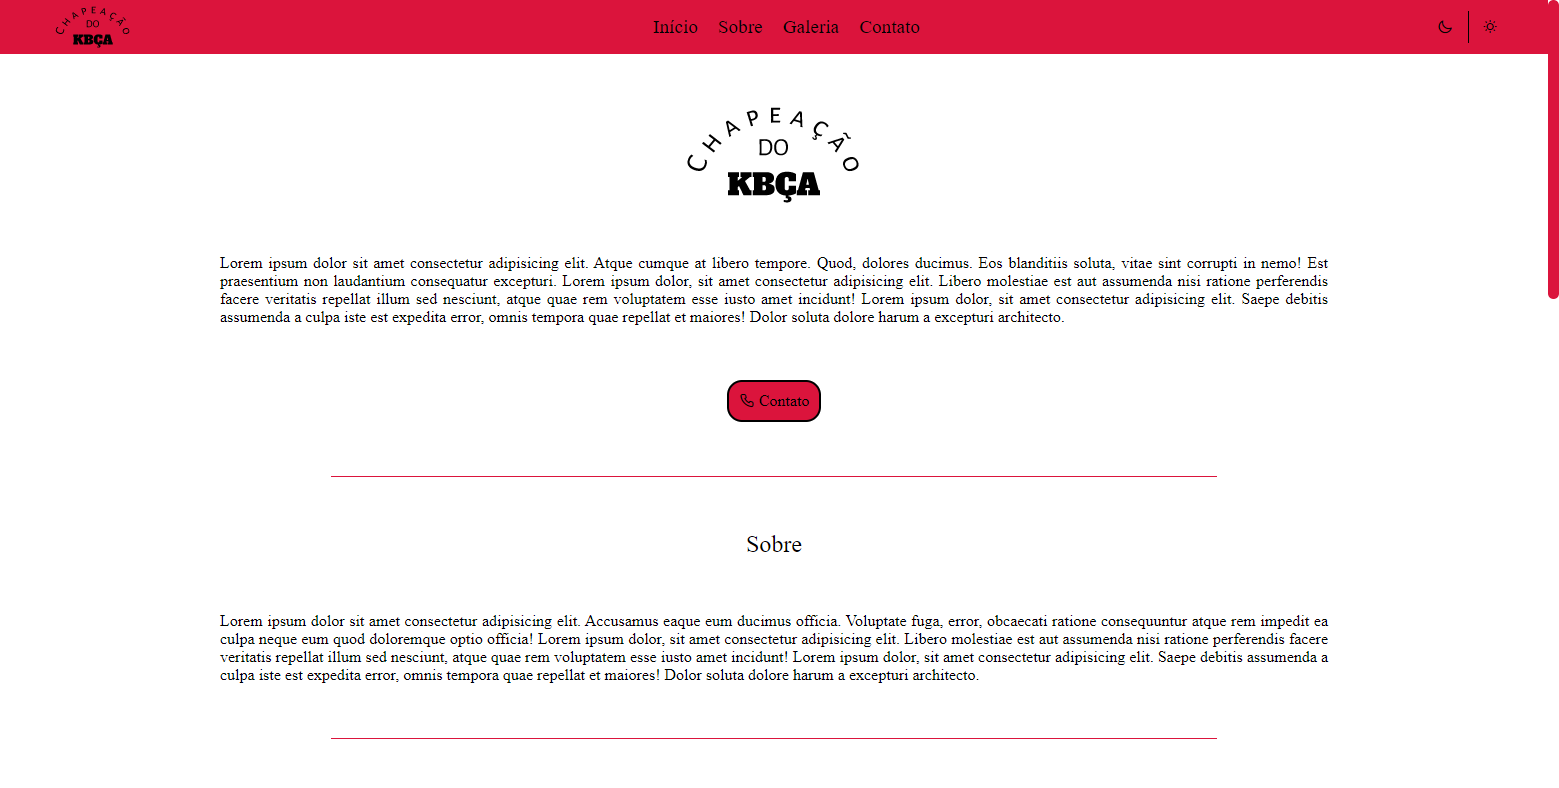 CHAPEAÇÃO
DO
KBÇA
Início Sobre Galeria Contato
CHAPEAÇÃO
DO
KBÇA
Lorem ipsum dolor sit amet consectetur adipisicing elit. Atque cumque at libero tempore. Quod, dolores ducimus. Eos blanditiis soluta, vitae sint corrupti in nemo! Est
praesentium non laudantium consequatur excepturi. Lorem ipsum dolor, sit amet consectetur adipisicing elit. Libero molestiae est aut assumenda nisi ratione perferendis
facere veritatis repellat illum sed nesciunt, atque quae rem voluptatem esse iusto amet incidunt! Lorem ipsum dolor, sit amet consectetur adipisicing elit. Saepe debitis
assumenda a culpa iste est expedita error, omnis tempora quae repellat et maiores! Dolor soluta dolore harum a excepturi architecto.
Contato
Sobre
Lorem ipsum dolor sit amet consectetur adipisicing elit. Accusamus eaque eum ducimus officia. Voluptate fuga, error, obcaecati ratione consequuntur atque rem impedit ea
culpa neque eum quod doloremque optio officia! Lorem ipsum dolor, sit amet consectetur adipisicing elit. Libero molestiae est aut assumenda nisi ratione perferendis facere
veritatis repellat illum sed nesciunt, atque quae rem voluptatem esse iusto amet incidunt! Lorem ipsum dolor, sit amet consectetur adipisicing elit. Saepe debitis assumenda a
culpa iste est expedita error, omnis tempora quae repellat et maiores! Dolor soluta dolore harum a excepturi architecto.